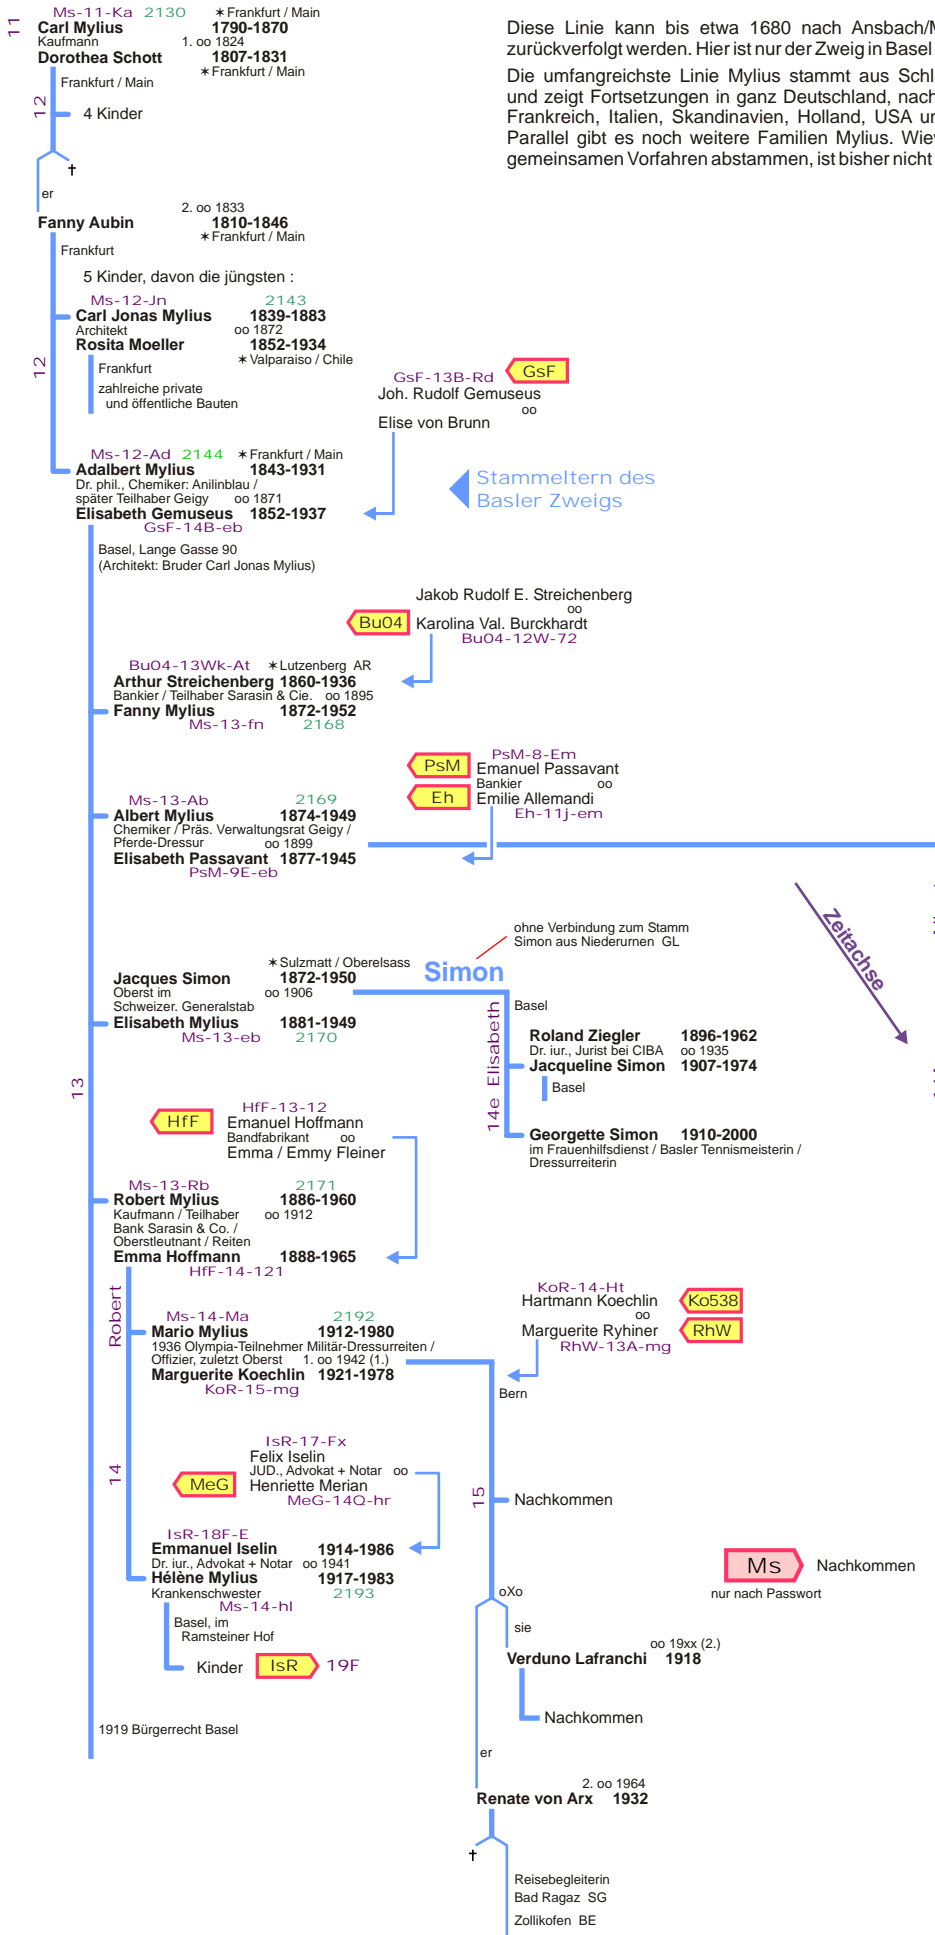 11
Ms-11-Ka 2130 ✶Frankfurt / Main
Carl Mylius 1790-1870
Kaufmann 1. oo 1824
Dorothea Schott 1807-1831
✶Frankfurt / Main
Frankfurt / Main
12
4 Kinder
†
er
2. oo 1833
Fanny Aubin 1810-1846
✶Frankfurt / Main
Frankfurt
5 Kinder, davon die jüngsten :
12
Ms-12-Jn 2143
Carl Jonas Mylius 1839-1883
Architekt oo 1872
Rosita Moeller 1852-1934
✶Valparaiso / Chile
Frankfurt
zahlreiche private
und öffentliche Bauten
Diese Linie kann bis etwa 1680 nach Ansbach/M
zurückverfolgt werden. Hier ist nur der Zweig in Basel
Die umfangreichste Linie Mylius stammt aus Schl
und zeigt Fortsetzungen in ganz Deutschland, nach
Frankreich, Italien, Skandinavien, Holland, USA un
Parallel gibt es noch weitere Familien Mylius. Wiew
gemeinsamen Vorfahren abstammen, ist bisher nicht
GsF-13B-Rd GsF
Joh. Rudolf Gemuseus
oo
Elise von Brunn
Ms-12-Ad 2144 ✶Frankfurt / Main
Adalbert Mylius 1843-1931
Dr. phil., Chemiker: Anilinblau /
später Teilhaber Geigy oo 1871
Elisabeth Gemuseus 1852-1937
GsF-14B-eb
Stammeltern des
Basler Zweigs
Basel, Lange Gasse 90
(Architekt: Bruder Carl Jonas Mylius)
Jakob Rudolf E. Streichenberg
oo
Bu04 Karolina Val. Burckhardt
Bu04-12W-72
Bu04-13Wk-At ✶Lutzenberg AR
Arthur Streichenberg 1860-1936
Bankier / Teilhaber Sarasin & Cie. oo 1895
Fanny Mylius 1872-1952
Ms-13-fn 2168
PsM-8-Em
PsM Emanuel Passavant
Bankier oo
Eh Emilie Allemandi
Eh-11j-em
Ms-13-Ab 2169
Albert Mylius 1874-1949
Chemiker / Präs. Verwaltungsrat Geigy /
Pferde-Dressur oo 1899
Elisabeth Passavant 1877-1945
PsM-9E-eb
Zeitachse
ohne Verbindung zum Stamm
Simon aus Niederurnen GL
Simon
✶Sulzmatt / Oberelsass
Jacques Simon 1872-1950
Oberst im oo 1906
Schweizer. Generalstab
Elisabeth Mylius 1881-1949
Ms-13-eb 2170
13
14e Elisabeth
Basel
Roland Ziegler 1896-1962
Dr. iur., Jurist bei CIBA oo 1935
Jacqueline Simon 1907-1974
Basel
Georgette Simon 1910-2000
im Frauenhilfsdienst / Basler Tennismeisterin /
Dressurreiterin
HfF-13-12
HfF Emanuel Hoffmann
Bandfabrikant oo
Emma / Emmy Fleiner
Ms-13-Rb 2171
Robert Mylius 1886-1960
Kaufmann / Teilhaber oo 1912
Bank Sarasin & Co. /
Oberstleutnant / Reiten
Emma Hoffmann 1888-1965
HfF-14-121
14 Robert
KoR-14-Ht
Hartmann Koechlin Ko538
oo
Marguerite Ryhiner RhW
RhW-13A-mg
Ms-14-Ma 2192
Mario Mylius 1912-1980
1936 Olympia-Teilnehmer Militär-Dressurreiten /
Offizier, zuletzt Oberst 1. oo 1942 (1.)
Marguerite Koechlin 1921-1978
KoR-15-mg
Bern
15
Nachkommen
IsR-17-Fx
Felix Iselin
JUD., Advokat + Notar oo
MeG Henriette Merian
MeG-14Q-hr
IsR-18F-E
Emmanuel Iselin 1914-1986
Dr. iur., Advokat + Notar oo 1941
Hélène Mylius 1917-1983
Krankenschwester 2193
Ms-14-hl
Basel, im
Ramsteiner Hof
Kinder IsR 19F
Ms Nachkommen
nur nach Passwort
oXo
sie
oo 19xx (2.)
Verduno Lafranchi 1918
Nachkommen
1919 Bürgerrecht Basel
er
2. oo 1964
Renate von Arx 1932
†
Reisebegleiterin
Bad Ragaz SG
Zollikofen BE